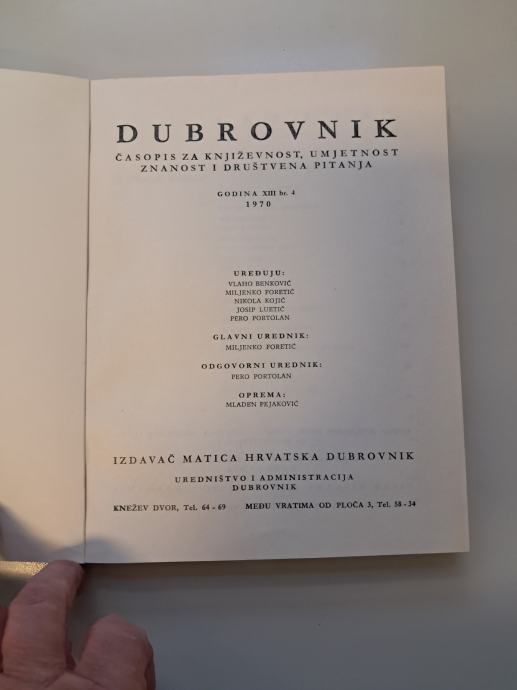 DUBROVNIK
ČASOPIS ZA KNJIŽEVNOST, UMJETNOST
ZNANOST I DRUŠTVENA PITANJA
GODINA XIII br. 4
1970
UREĐUJU:
VLAHO BENKOVIĆ
MILJENKO FORETIĆ
NIKOLA KOJIĆ
JOSIP LUETIĆ
PERO PORTOLAN
GLAVNI UREDNIK:
MILJENKO FORETIĆ
ODGOVORNI UREDNIK:
PERO PORTOLAN
OPREMA:
MLADEN PEJAKOVIĆ
IZDAVAČ MATICA HRVATSKA DUBROVNIK
UREDNIŠTVO I ADMINISTRACIJA
DUBROVNIK
KNEŽEV DVOR, Tel. 64 - 69 MEĐU VRATIMA OD PLOČA 3, Tel. 58 - 34